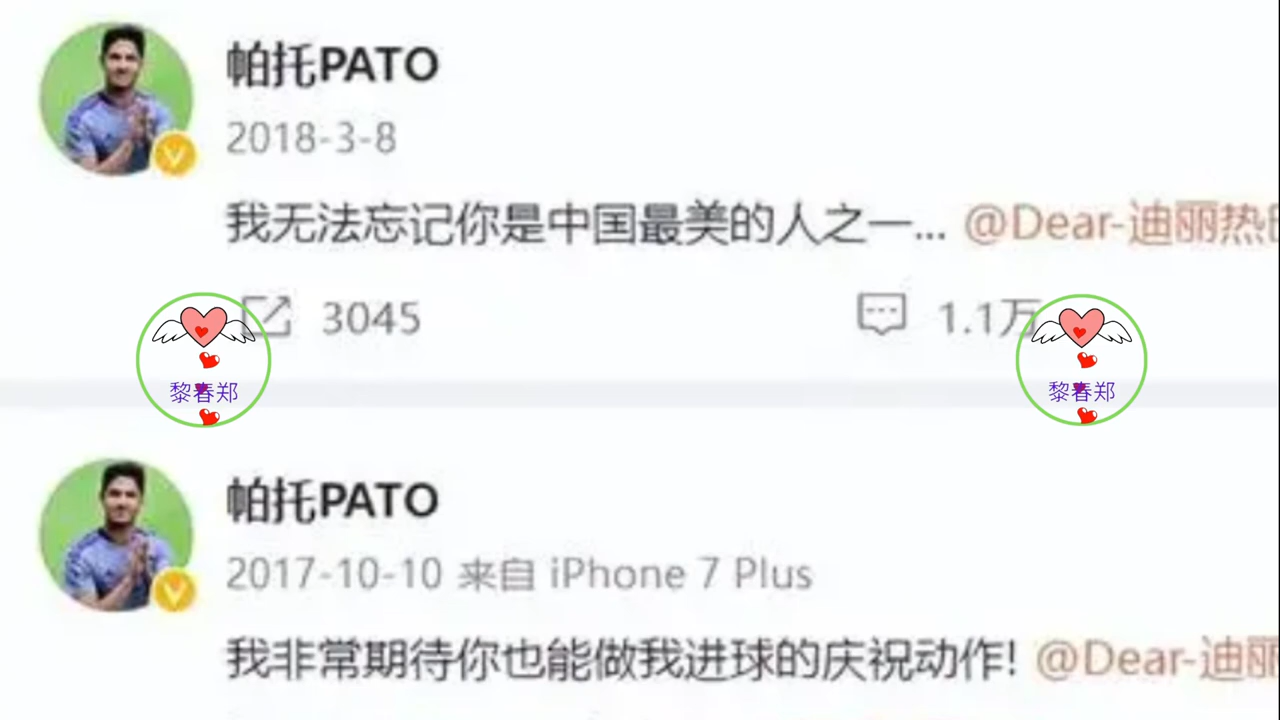 帕托PATO
2018-3-8
我无法忘记你是中国最美的人之一... @Dear-迪丽热
3045
1.1万
黎春郑
黎春郑
帕托PATO
2017-10-10 来自 iPhone 7 Plus
我非常期待你也能做我进球的庆祝动作! @Dear-迪